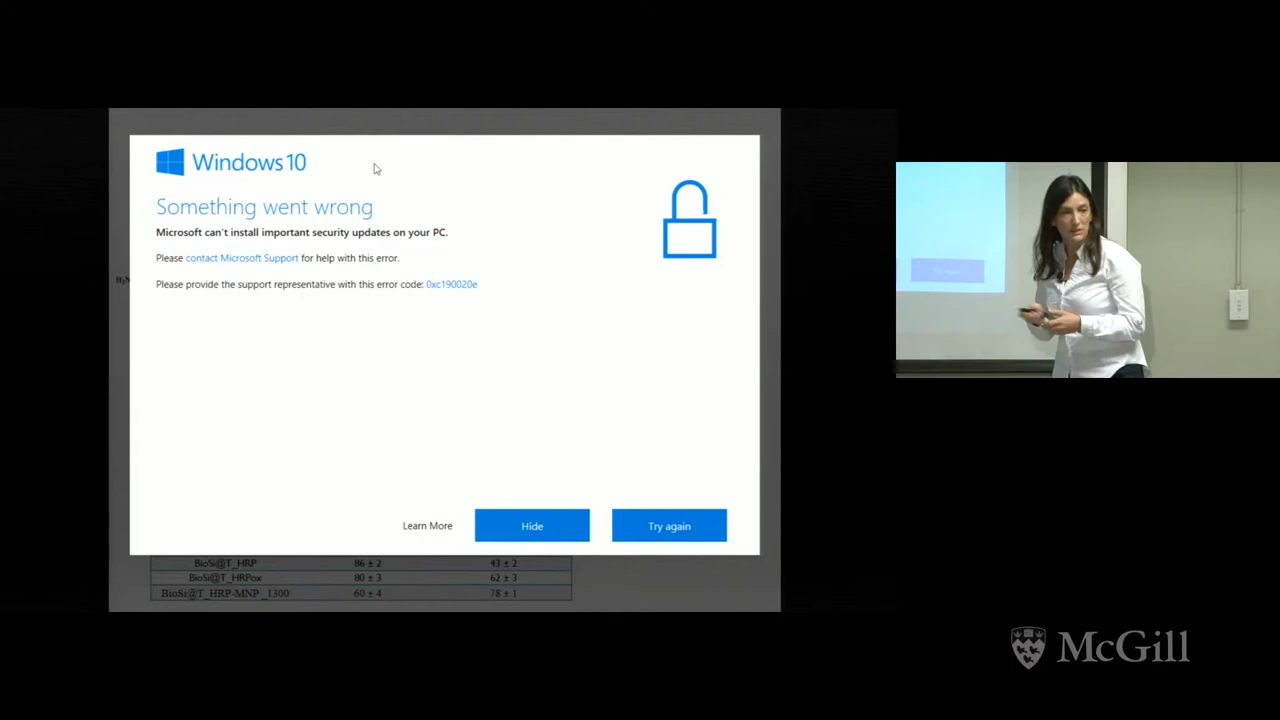 Windows 10
Something went wrong
Microsoft can't install important security updates on your PC.
Please contact Microsoft Support for help with this error.
Please provide the support representative with this error code: 0xc190020e
Learn More
Hide
Try again
BioSi@T_HRP 86 ± 2 43 ± 2
BioSi@T_HRPox 80 ± 3 62 ± 3
BioSi@T_HRP-MNP_1300 60 ± 4 78 ± 1
McGill